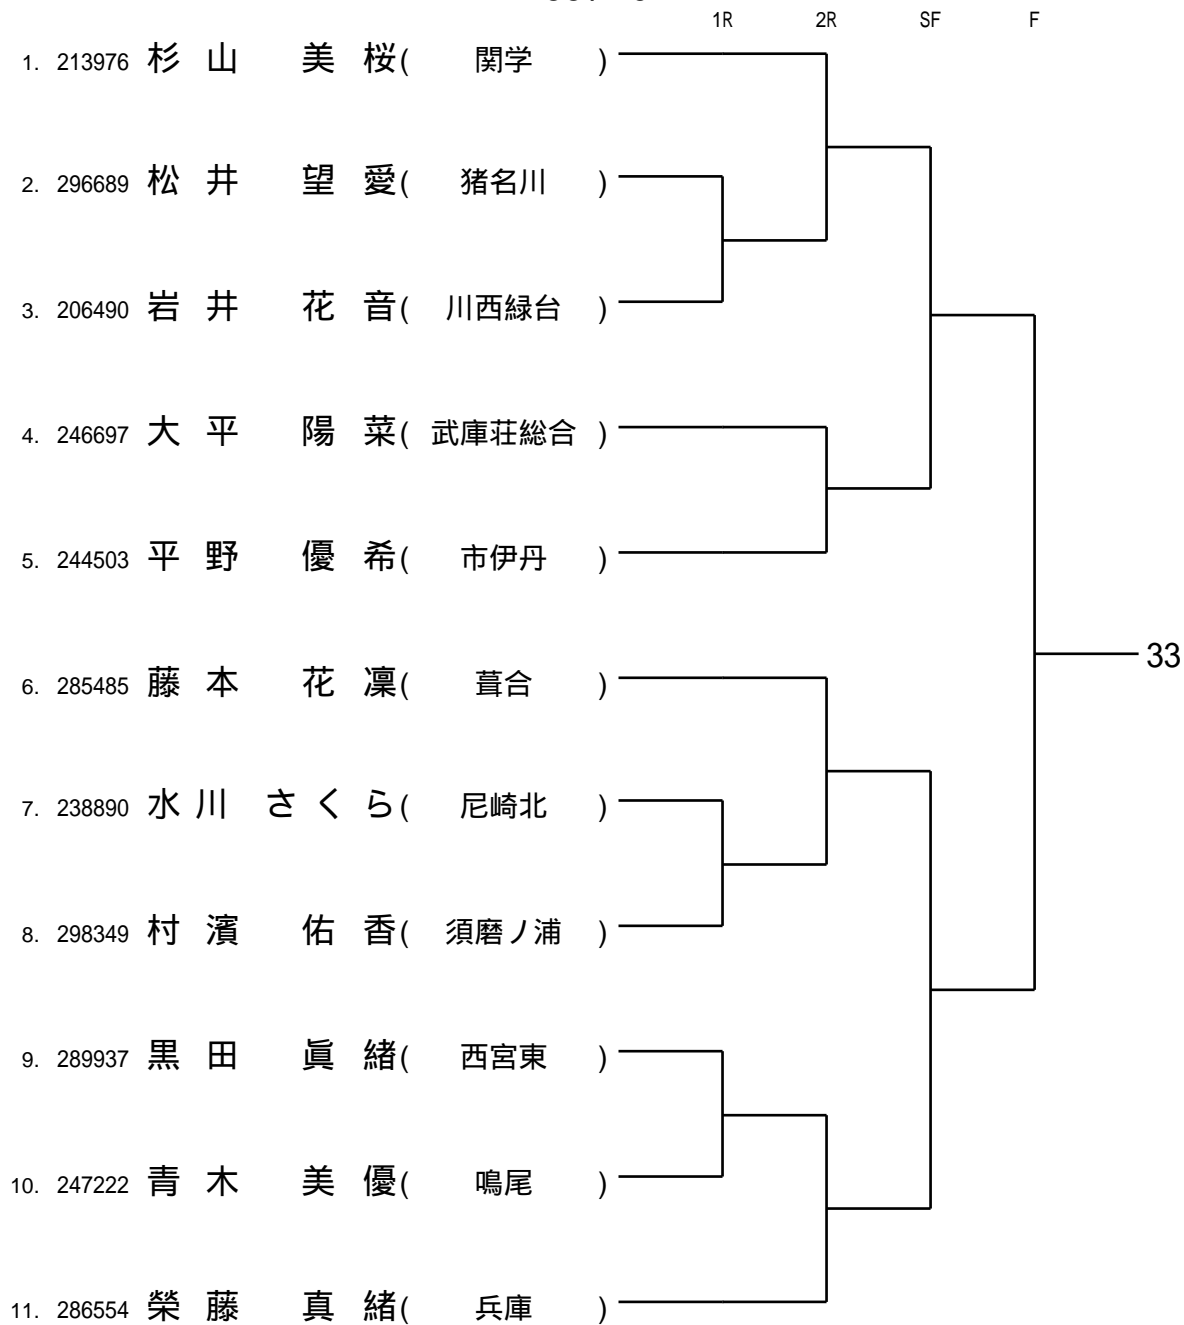 1R 2R SF F
1. 213976 杉山 美桜( 関学 )
2. 296689 松井 望愛( 猪名川 )
3. 206490 岩井 花音( 川西緑台 )
4. 246697 大平 陽菜( 武庫荘総合 )
5. 244503 平野 優希( 市伊丹 )
33
6. 285485 藤本 花凜( 葺合 )
7. 238890 水川 さくら( 尼崎北 )
8. 298349 村濱 佑香( 須磨ノ浦 )
9. 289937 黒田 眞緒( 西宮東 )
10. 247222 青木 美優( 鳴尾 )
11. 286554 榮藤 真緒( 兵庫 )